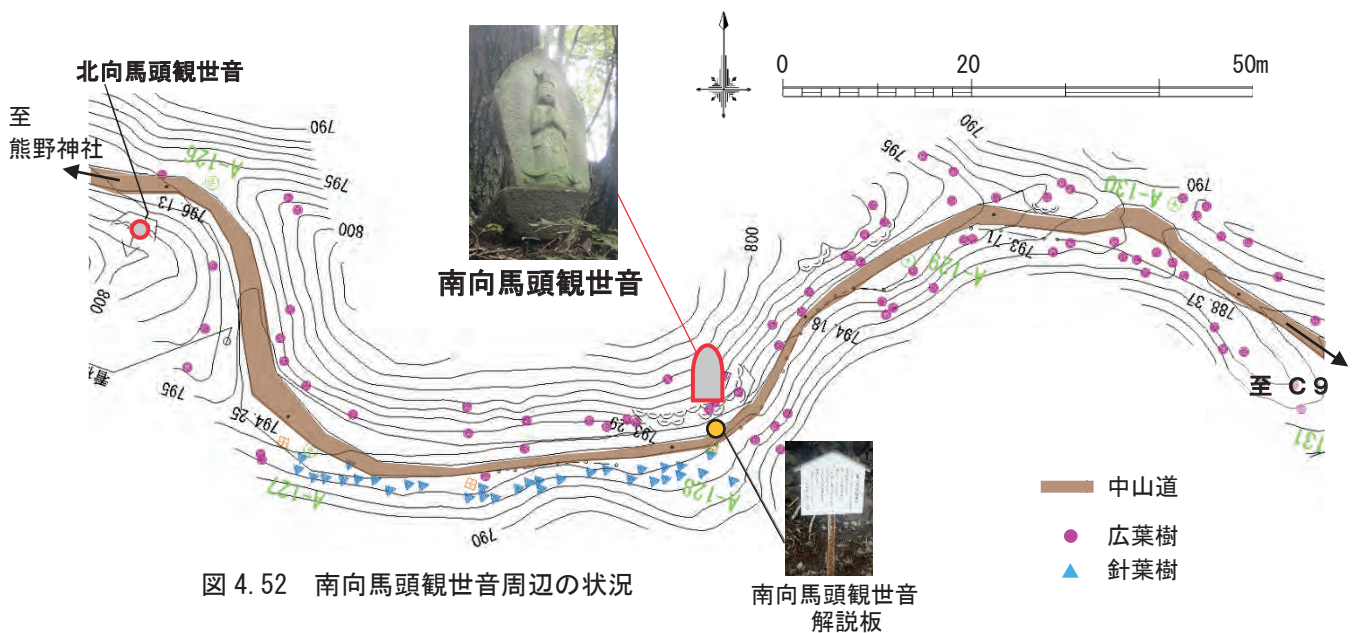 北向馬頭観世音
至
熊野神社
南向馬頭観世音
0
20
50m
790
795
800
A-126
796.13
800
795
794.25
A-127
793.29
A-128
790
800
794.18
A-129
793.71
790
795
A-130
790
788.37
至 C9
131
中山道
広葉樹
針葉樹
南向馬頭観世音
解説板
図 4.52 南向馬頭観世音周辺の状況